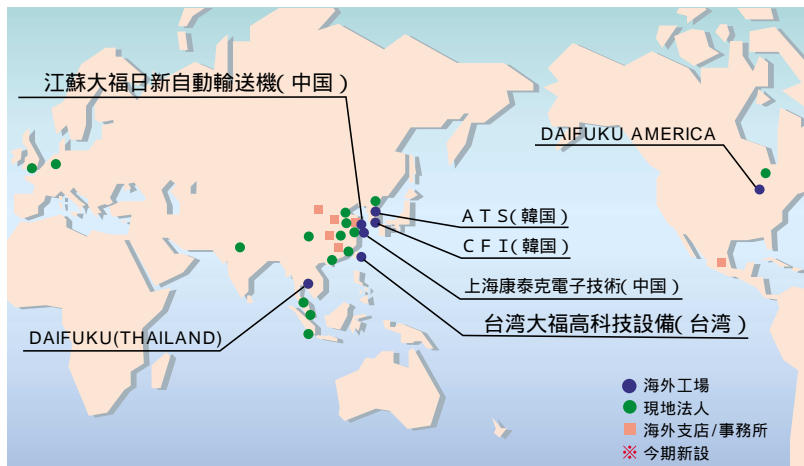 江蘇大福日新自動輸送機(中国)
DAIFUKU AMERICA
ATS(韓国)
CFI(韓国)
上海康泰克電子技術(中国)
台湾大福高科技設備(台湾)
DAIFUKU(THAILAND)
海外工場
現地法人
海外支店/事務所
※ 今期新設